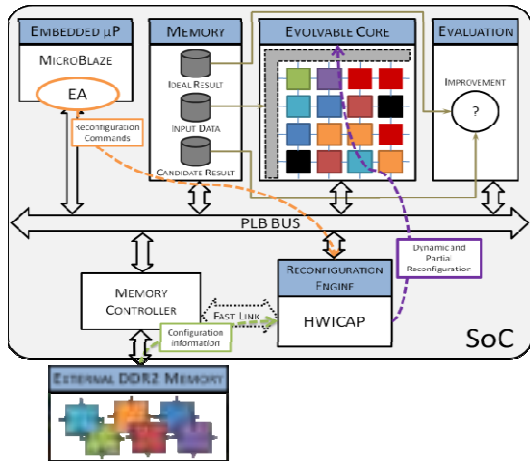 EMBEDDED µP
MICROBLAZE
EA
Reconfiguration
Commands
MEMORY
IDEAL RESULT
INPUT DATA
CANDIDATE RESULT
EVOLVABLE CORE
EVALUATION
IMPROVEMENT
?
PLB BUS
Dynamic and
Partial
Reconfiguration
MEMORY
CONTROLLER
FAST LINK
Configuration
Information
RECONFIGURATION
ENGINE
HWICAP
SoC
EXTERNAL DDR2 MEMORY